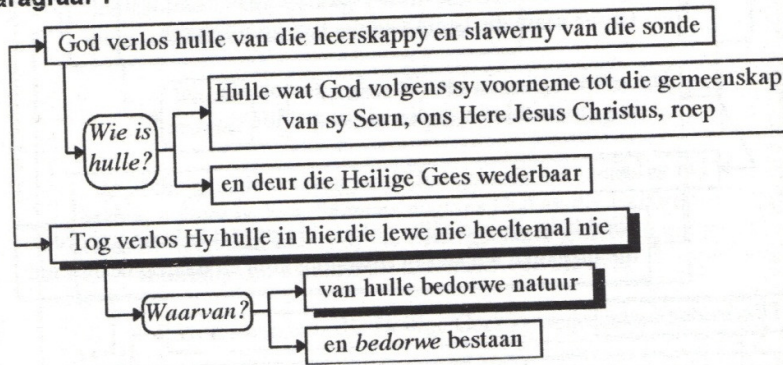 God verlos hulle van die heerskappy en slawerny van die sonde
Wie is
hulle?
Hulle wat God volgens sy voorneme tot die gemeenskap
van sy Seun, ons Here Jesus Christus, roep
en deur die Heilige Gees wederbaar
Tog verlos Hy hulle in hierdie lewe nie heeltemal nie
Waarvan?
van hulle bedorwe natuur
en bedorwe bestaan